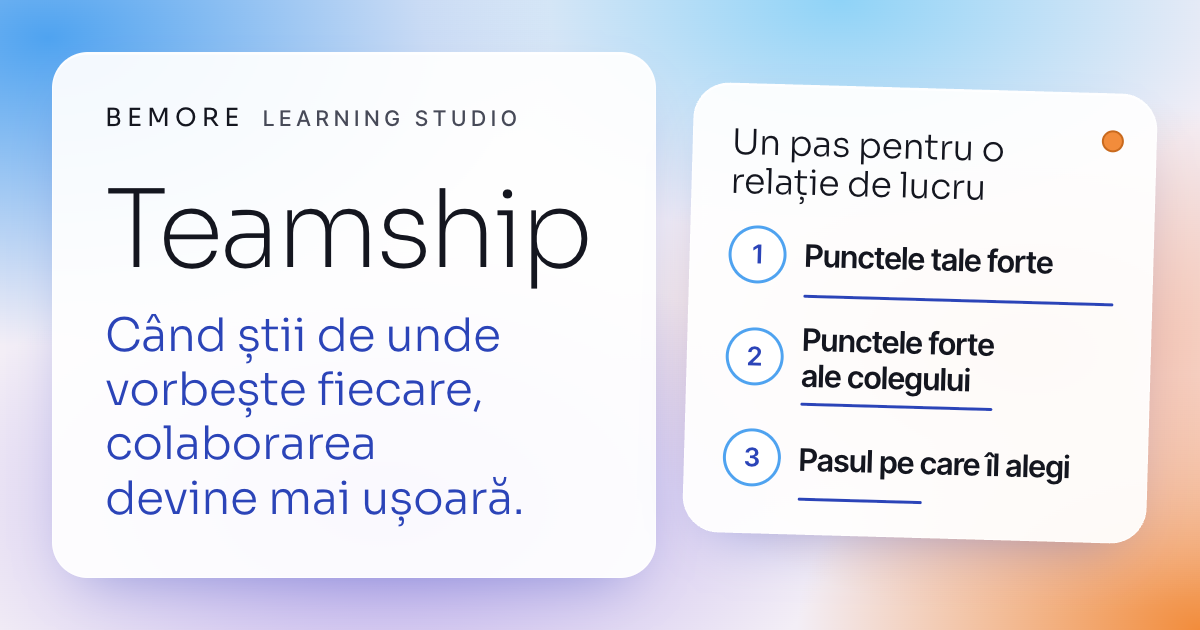 BEMORE LEARNING STUDIO
Teamship
Când știi de unde
vorbește fiecare,
colaborarea
devine mai ușoară.
Un pas pentru o
relație de lucru
1 Punctele tale forte
2 Punctele forte
ale colegului
3 Pasul pe care îl alegi